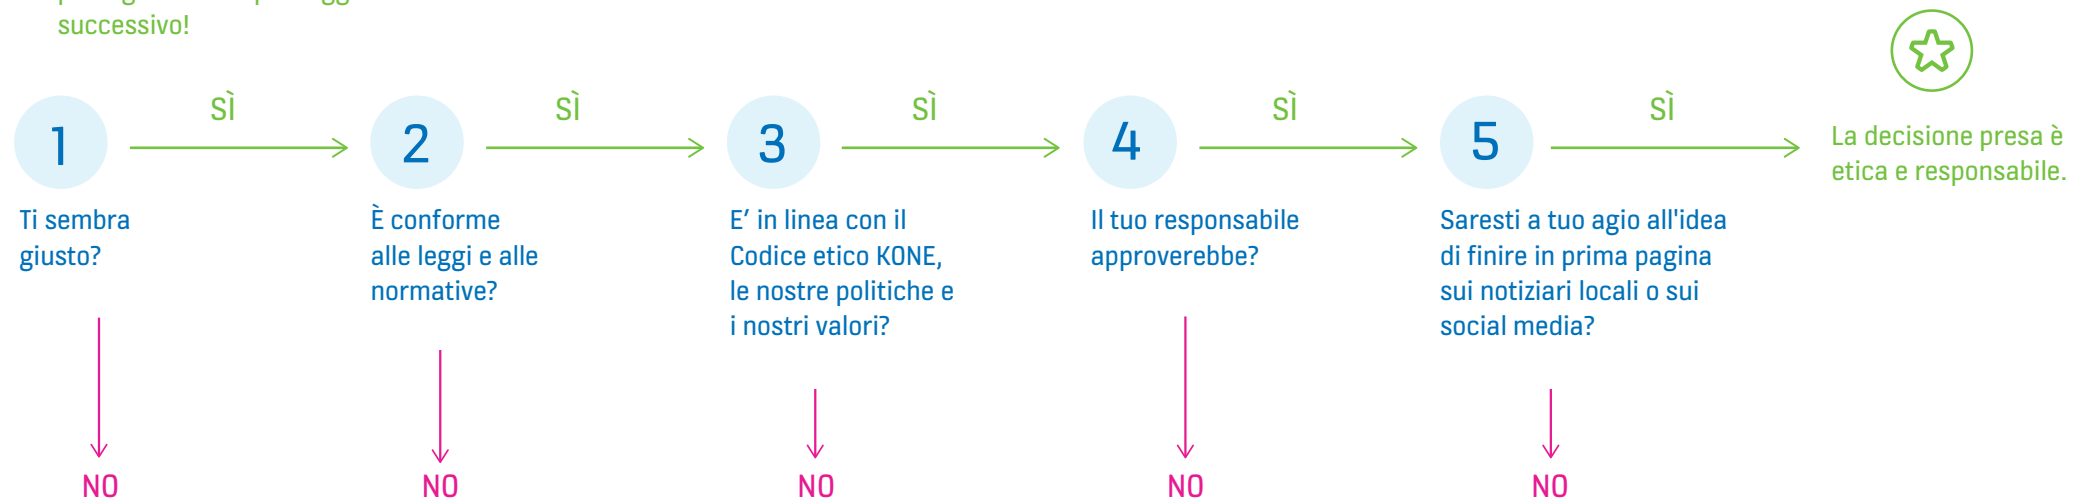 successivo!
SÌ
SÌ
SÌ
SÌ
SÌ
1
2
3
4
5
La decisione presa è
etica e responsabile.
Ti sembra
giusto?
È conforme
alle leggi e alle
normative?
E’ in linea con il
Codice etico KONE,
le nostre politiche e
i nostri valori?
Il tuo responsabile
approverebbe?
Saresti a tuo agio all'idea
di finire in prima pagina
sui notiziari locali o sui
social media?
NO
NO
NO
NO
NO